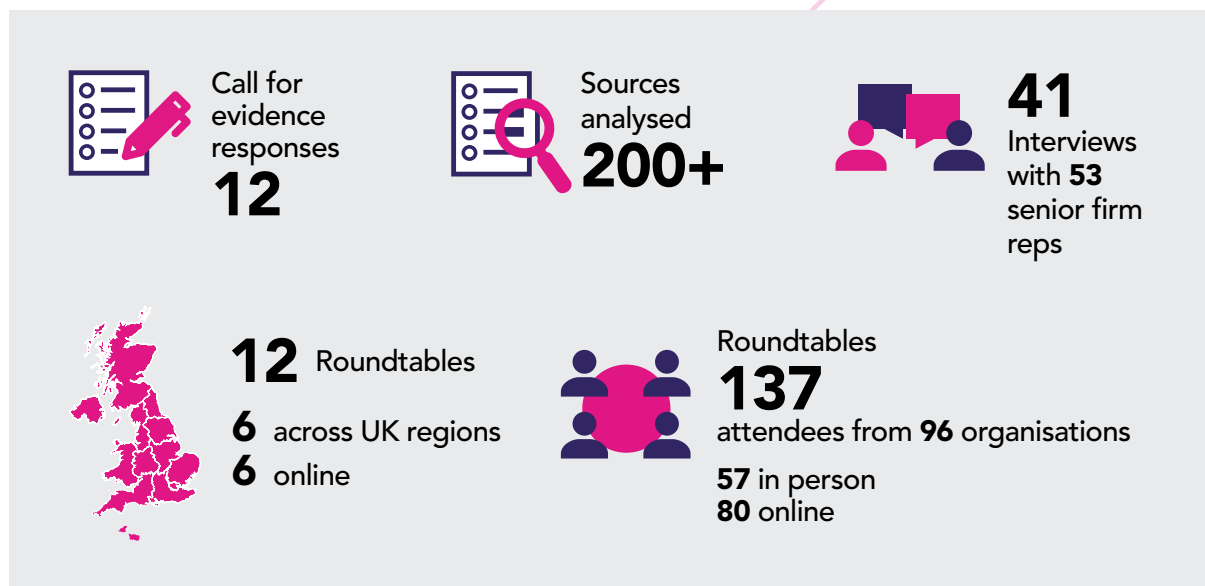 Call for
evidence
responses
12
Sources
analysed
200+
41
Interviews
with 53
senior firm
reps
12 Roundtables
6 across UK regions
6 online
Roundtables
137
attendees from 96 organisations
57 in person
80 online